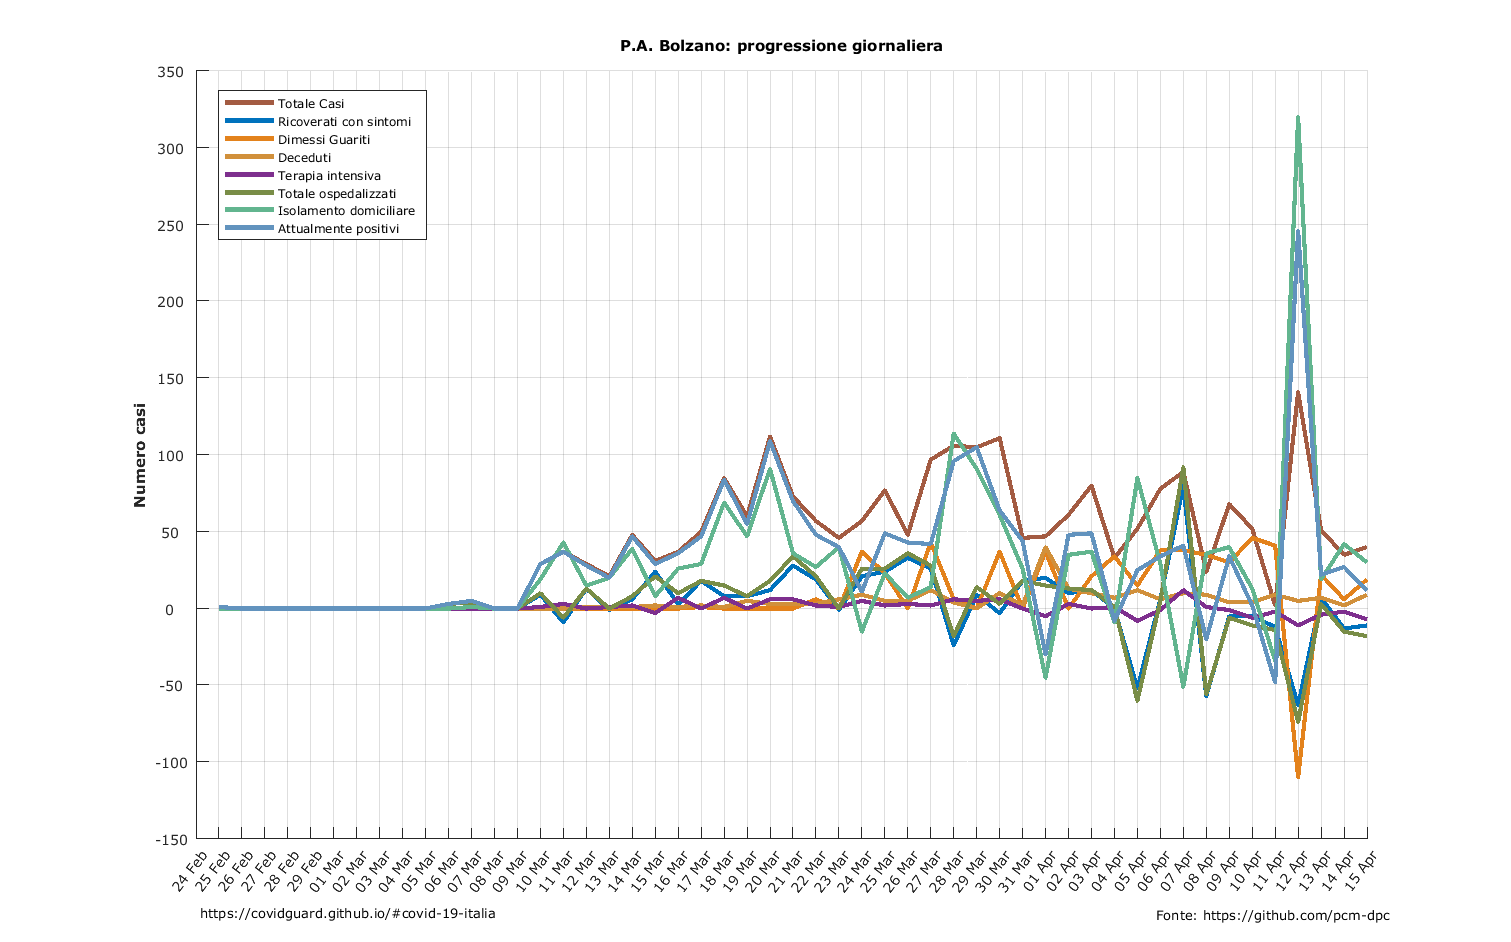 P.A. Bolzano: progressione giornaliera
350
300
250
200
150
100
50
0
-50
-100
-150
Numero casi
Totale Casi
Ricoverati con sintomi
Dimessi Guariti
Deceduti
Terapia intensiva
Totale ospedalizzati
Isolamento domiciliare
Attualmente positivi
24 Feb
25 Feb
26 Feb
27 Feb
28 Feb
29 Feb
01 Mar
02 Mar
03 Mar
04 Mar
05 Mar
06 Mar
07 Mar
08 Mar
09 Mar
10 Mar
11 Mar
12 Mar
13 Mar
14 Mar
15 Mar
16 Mar
17 Mar
18 Mar
19 Mar
20 Mar
21 Mar
22 Mar
23 Mar
24 Mar
25 Mar
26 Mar
27 Mar
28 Mar
29 Mar
30 Mar
31 Mar
01 Apr
02 Apr
03 Apr
04 Apr
05 Apr
06 Apr
07 Apr
08 Apr
09 Apr
10 Apr
11 Apr
12 Apr
13 Apr
14 Apr
15 Apr
https://covidguard.github.io/#covid-19-italia
Fonte: https://github.com/pcm-dpc